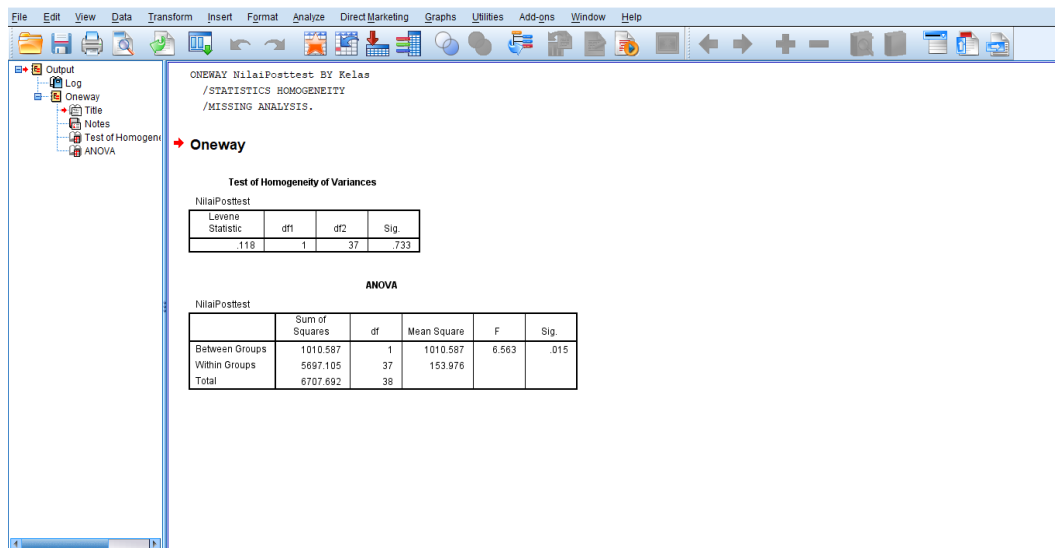 File Edit View Data Transform Insert Format Analyze Direct Marketing Graphs Utilities Add-ons Window Help
Output
Log
Oneway
Title
Notes
Test of Homogene
ANOVA
ONEWAY NilaiPosttest BY Kelas
/STATISTICS HOMOGENEITY
/MISSING ANALYSIS.
Oneway
Test of Homogeneity of Variances
NilaiPosttest
Levene Statistic df1 df2 Sig.
.118 1 37 .733
ANOVA
NilaiPosttest
Sum of Squares df Mean Square F Sig.
Between Groups 1010.587 1 1010.587 6.563 .015
Within Groups 5697.105 37 153.976
Total 6707.692 38